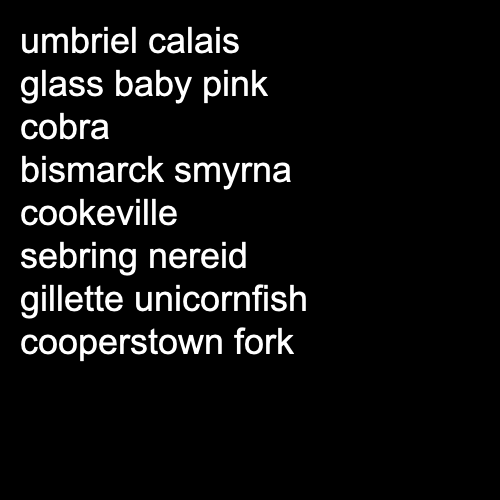 umbriel calais
glass baby pink
cobra
bismarck smyrna
cookeville
sebring nereid
gillette unicornfish
cooperstown fork